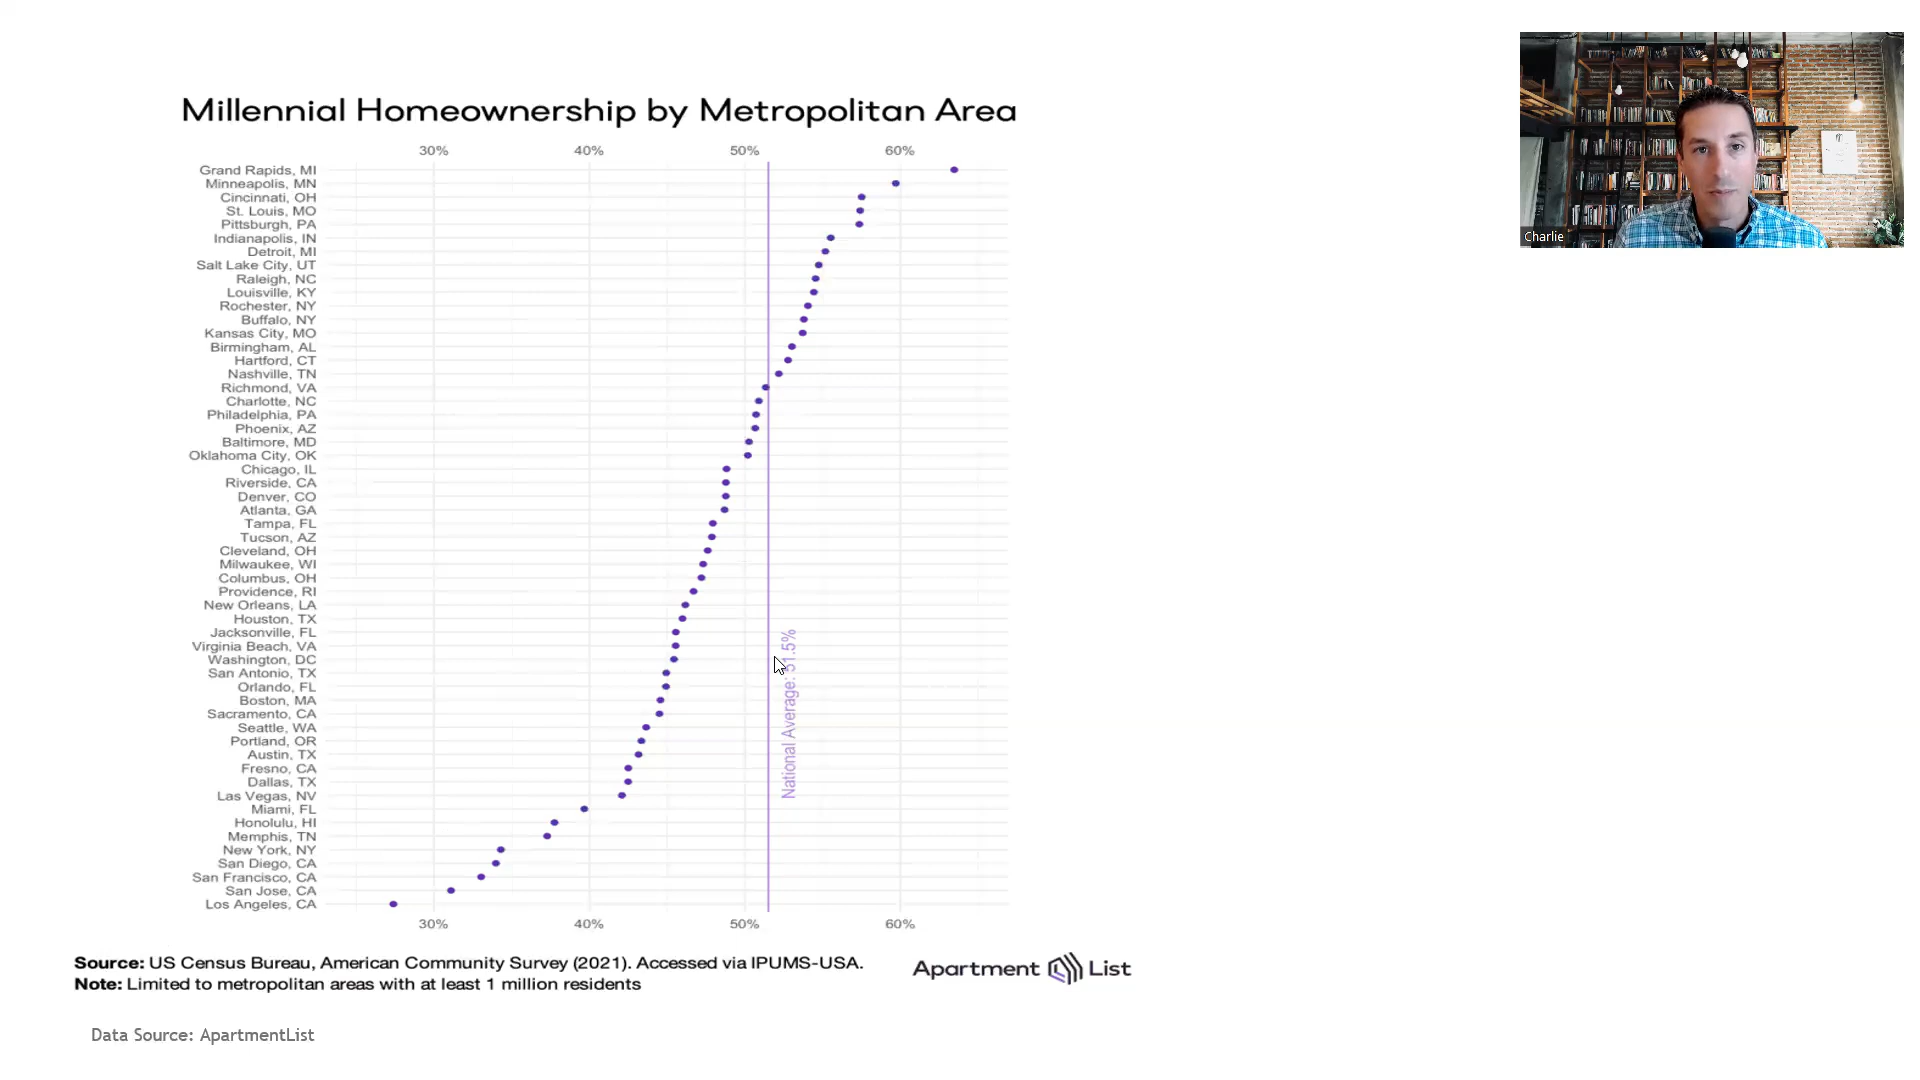 Millennial Homeownership by Metropolitan Area
30% 40% 50% 60%
Grand Rapids, MI
Minneapolis, MN
Cincinnati, OH
St. Louis, MO
Pittsburgh, PA
Indianapolis, IN
Detroit, MI
Salt Lake City, UT
Raleigh, NC
Louisville, KY
Rochester, NY
Buffalo, NY
Kansas City, MO
Birmingham, AL
Hartford, CT
Nashville, TN
Richmond, VA
Charlotte, NC
Philadelphia, PA
Phoenix, AZ
Baltimore, MD
Oklahoma City, OK
Chicago, IL
Riverside, CA
Denver, CO
Atlanta, GA
Tampa, FL
Tucson, AZ
Cleveland, OH
Milwaukee, WI
Columbus, OH
Providence, RI
New Orleans, LA
Houston, TX
Jacksonville, FL
Virginia Beach, VA
Washington, DC
San Antonio, TX
Orlando, FL
Boston, MA
Sacramento, CA
Seattle, WA
Portland, OR
Austin, TX
Fresno, CA
Dallas, TX
Las Vegas, NV
Miami, FL
Honolulu, HI
Memphis, TN
New York, NY
San Diego, CA
San Francisco, CA
San Jose, CA
Los Angeles, CA
National Average: 51.5%
30% 40% 50% 60%
Source: US Census Bureau, American Community Survey (2021). Accessed via IPUMS-USA.
Note: Limited to metropolitan areas with at least 1 million residents
Apartment List
Data Source: ApartmentList
Charlie